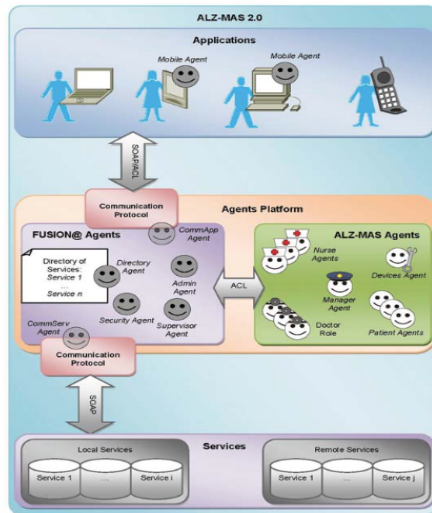 ALZ-MAS 2.0
Applications
Mobile Agent
Mobile Agent
SOAP/ACL
Communication
Protocol
Agents Platform
FUSION@ Agents
CommApp
Agent
Directory of
Services:
Service 1
...
Service n
Directory
Agent
Admin
Agent
Security Agent
Supervisor
Agent
CommServ
Agent
ACL
ALZ-MAS Agents
Nurse
Agents
Devices Agent
Manager
Agent
Doctor
Role
Patient Agents
Communication
Protocol
SOAP
Services
Local Services
Service 1
...
Service i
Remote Services
Service 1
...
Service j